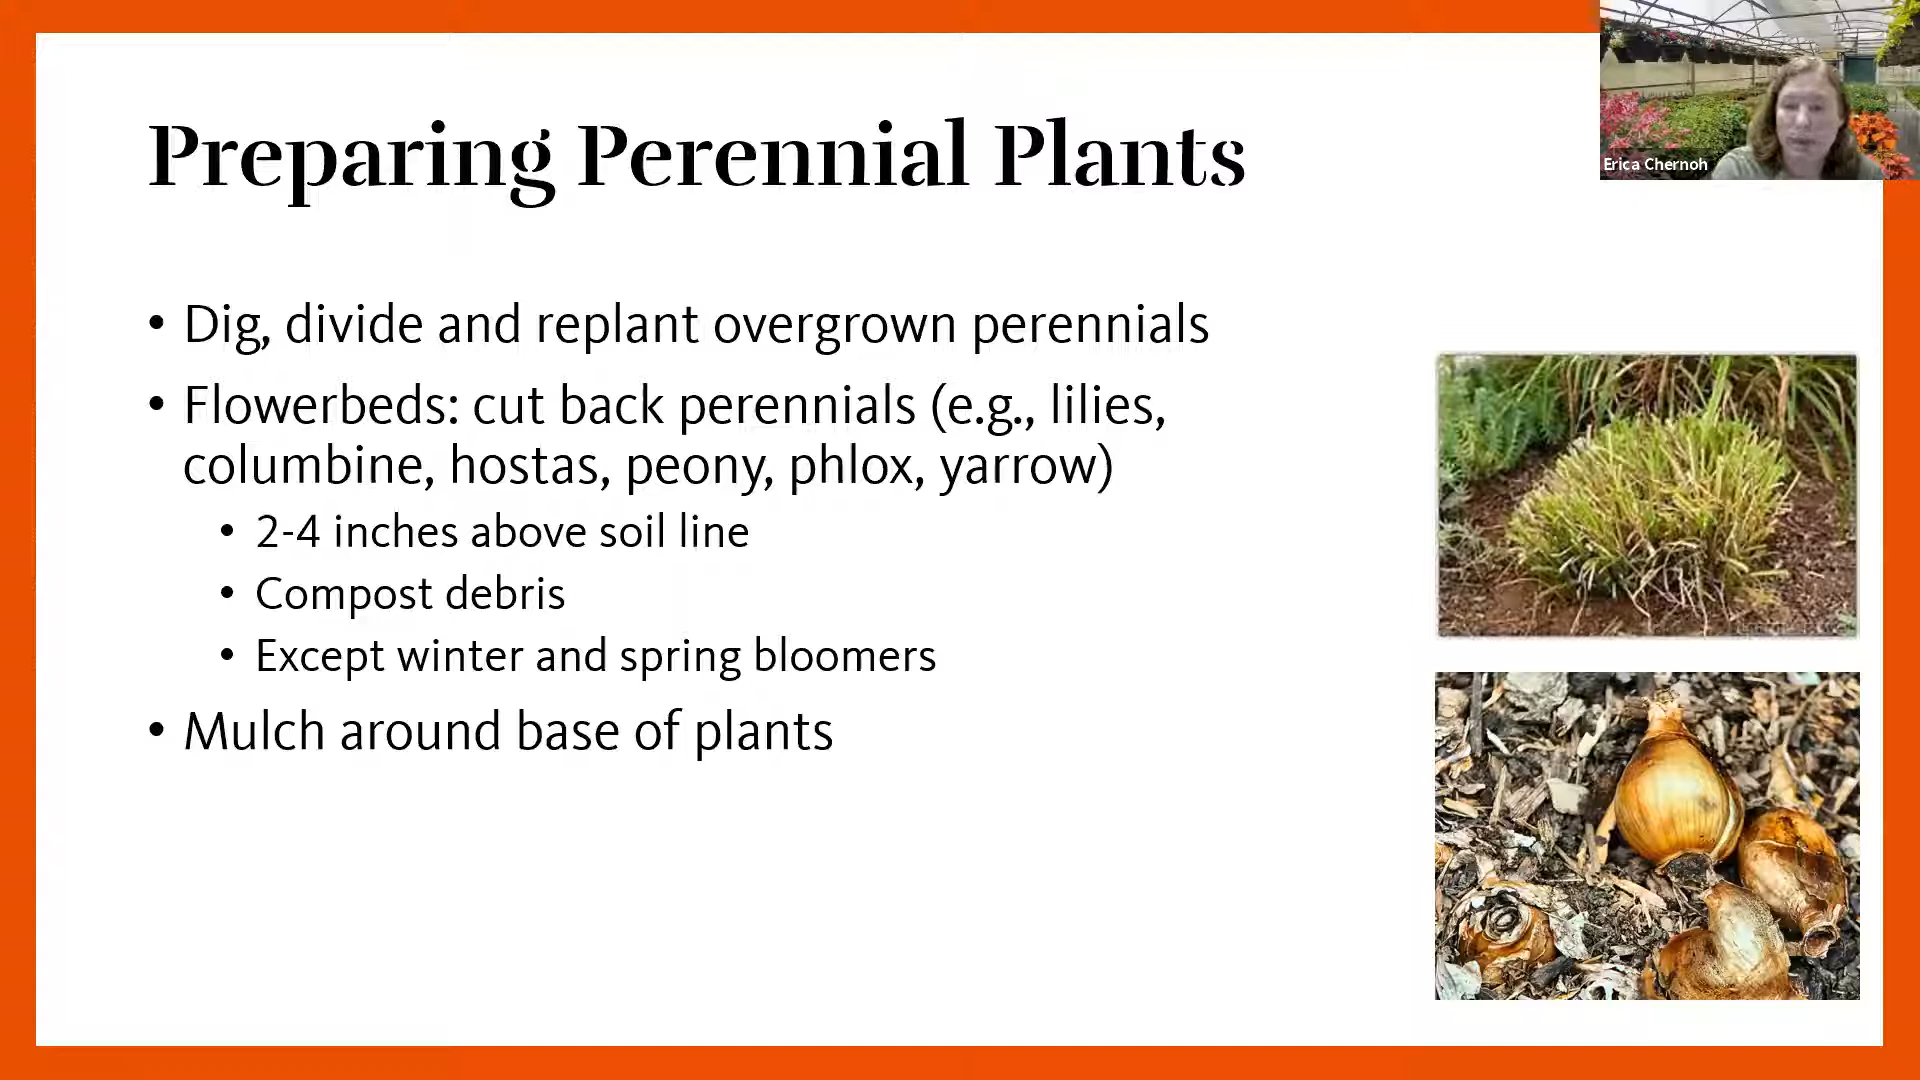 Preparing Perennial Plants
Erica Chernoh
• Dig, divide and replant overgrown perennials
• Flowerbeds: cut back perennials (e.g., lilies,
columbine, hostas, peony, phlox, yarrow)
• 2-4 inches above soil line
• Compost debris
• Except winter and spring bloomers
• Mulch around base of plants